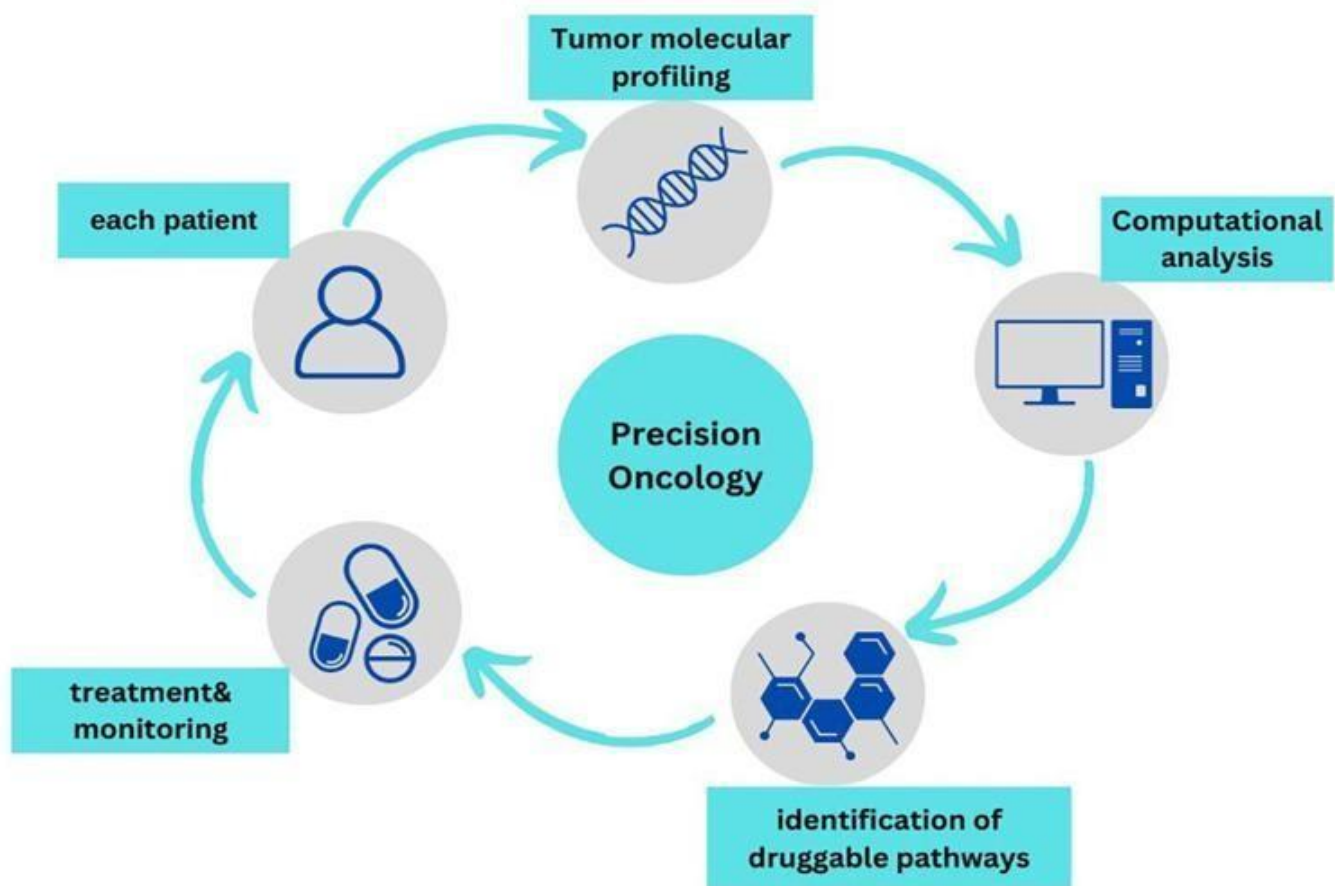 Tumor molecular
profiling
each patient
Computational
analysis
Precision
Oncology
treatment&
monitoring
identification of
druggable pathways